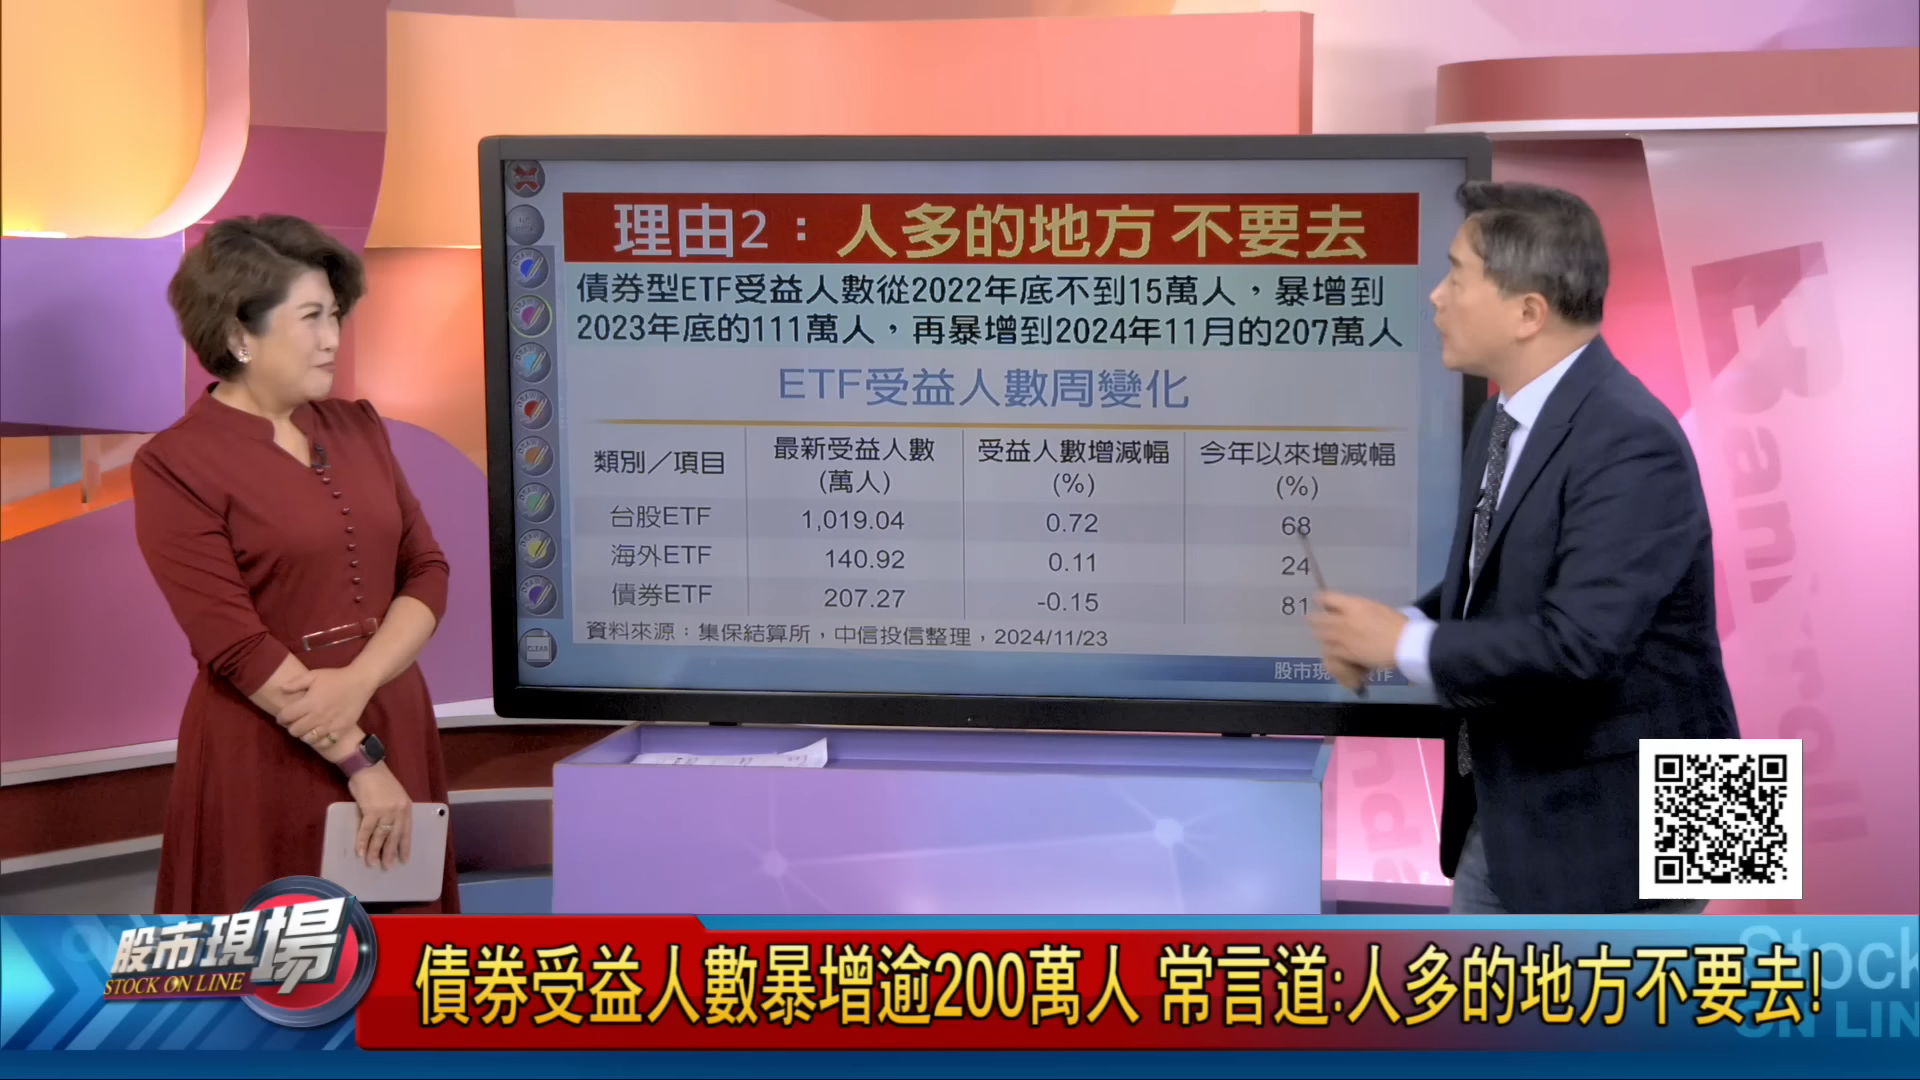 理由2：人多的地方 不要去
債券型ETF受益人數從2022年底不到15萬人，暴增到
2023年底的111萬人，再暴增到2024年11月的207萬人
ETF受益人數周變化
類別／項目 最新受益人數(萬人) 受益人數增減幅(%) 今年以來增減幅(%)
台股ETF 1,019.04 0.72 68
海外ETF 140.92 0.11 24
債券ETF 207.27 -0.15 81
資料來源：集保結算所，中信投信整理，2024/11/23
股市現
作
CLEAR
股市現場
STOCK ON LINE
債券受益人數暴增逾200萬人 常言道:人多的地方不要去!
Stock
ON LIN